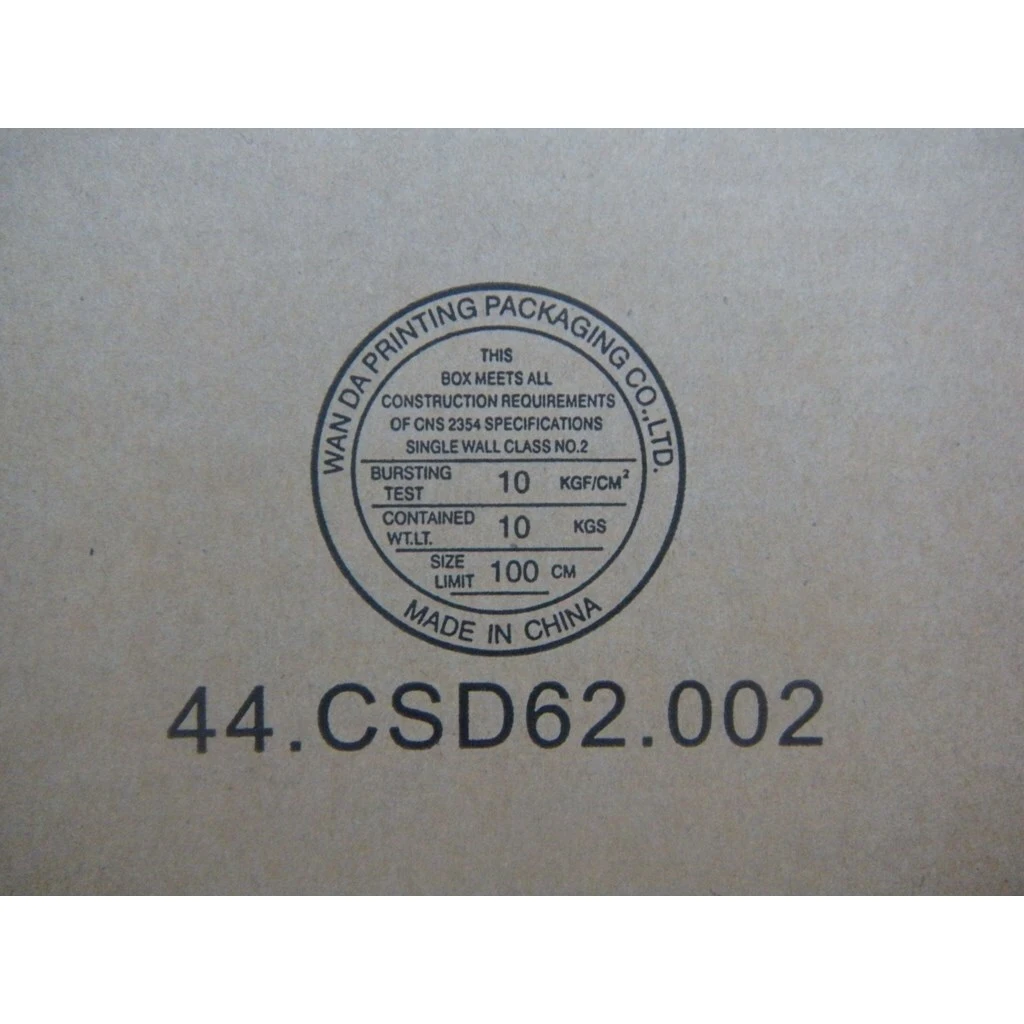 WAN DA PRINTING PACKAGING CO.,LTD.
THIS
BOX MEETS ALL
CONSTRUCTION REQUIREMENTS
OF CNS 2354 SPECIFICATIONS
SINGLE WALL CLASS NO.2
BURSTING TEST 10 KGF/CM²
CONTAINED WT.LT. 10 KGS
SIZE LIMIT 100 CM
MADE IN CHINA
44.CSD62.002